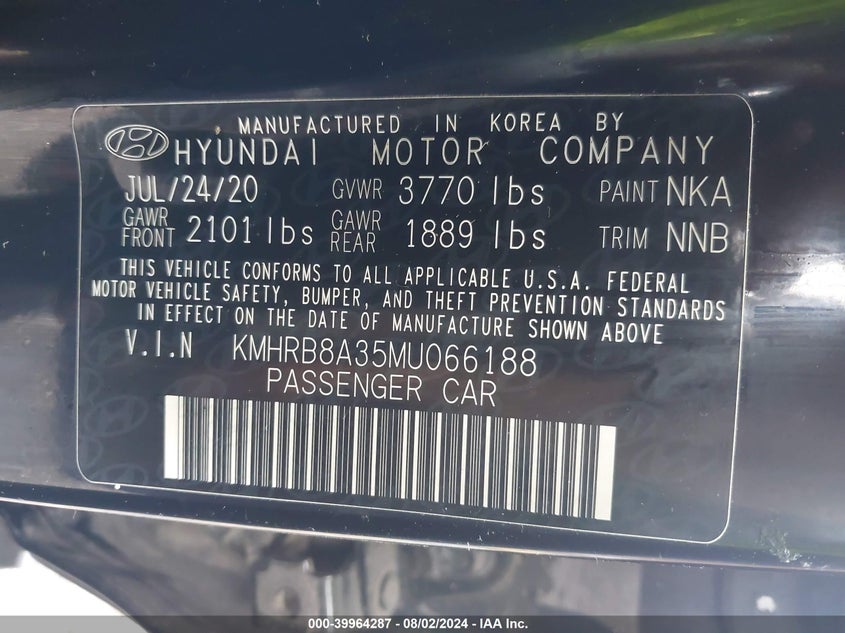 MANUFACTURED IN KOREA BY
HYUNDAI MOTOR COMPANY
JUL/24/20 GVWR 3770 lbs PAINT NKA
GAWR FRONT 2101 lbs GAWR REAR 1889 lbs TRIM NNB
THIS VEHICLE CONFORMS TO ALL APPLICABLE U.S.A. FEDERAL
MOTOR VEHICLE SAFETY, BUMPER, AND THEFT PREVENTION STANDARDS
IN EFFECT ON THE DATE OF MANUFACTURE SHOWN ABOVE
V.I.N KMHRB8A35MU066188
PASSENGER CAR
000-39964287 - 08/02/2024 - IAA Inc.